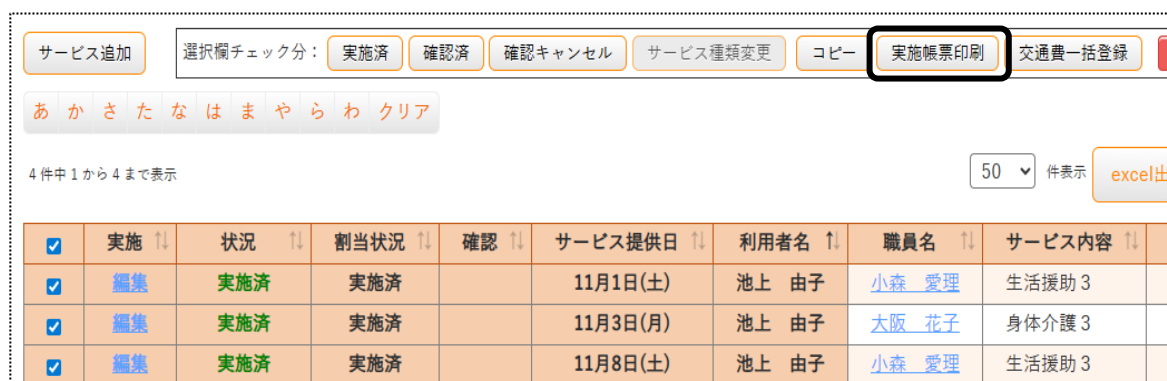 サービス追加 選択欄チェック分： 実施済 確認済 確認キャンセル サービス種類変更 コピー 実施帳票印刷 交通費一括登録
あ か さ た な は ま や ら わ クリア
4 件中 1 から 4 まで表示 50 件表示 excel出
実施 状況 割当状況 確認 サービス提供日 利用者名 職員名 サービス内容
編集 実施済 実施済 11月1日(土) 池上 由子 小森 愛理 生活援助３
編集 実施済 実施済 11月3日(月) 池上 由子 大阪 花子 身体介護３
編集 実施済 実施済 11月8日(土) 池上 由子 小森 愛理 生活援助３